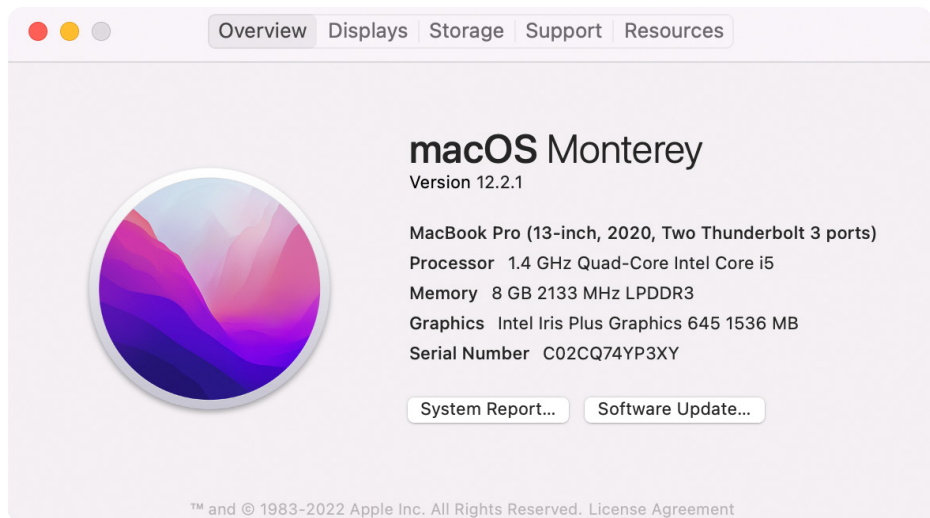 Overview Displays Storage Support Resources
macOS Monterey
Version 12.2.1
MacBook Pro (13-inch, 2020, Two Thunderbolt 3 ports)
Processor 1.4 GHz Quad-Core Intel Core i5
Memory 8 GB 2133 MHz LPDDR3
Graphics Intel Iris Plus Graphics 645 1536 MB
Serial Number C02CQ74YP3XY
System Report... Software Update...
™ and © 1983-2022 Apple Inc. All Rights Reserved. License Agreement